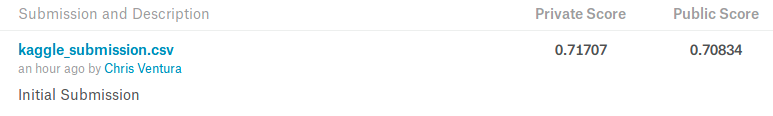 Submission and Description Private Score Public Score
kaggle_submission.csv 0.71707 0.70834
an hour ago by Chris Ventura
Initial Submission